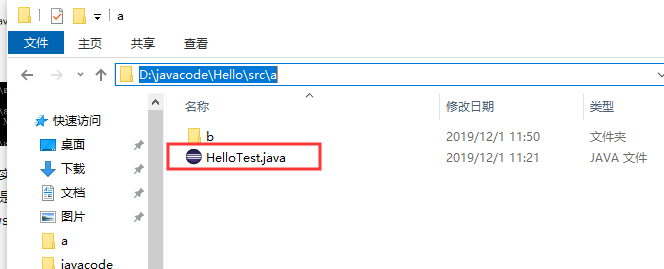 a
文件 主页 共享 查看
D:\javacode\Hello\src\a
名称 修改日期 类型
快速访问
桌面
下载
文档
图片
a
javacode
b 2019/12/1 11:50 文件夹
HelloTest.java 2019/12/1 11:21 JAVA 文件